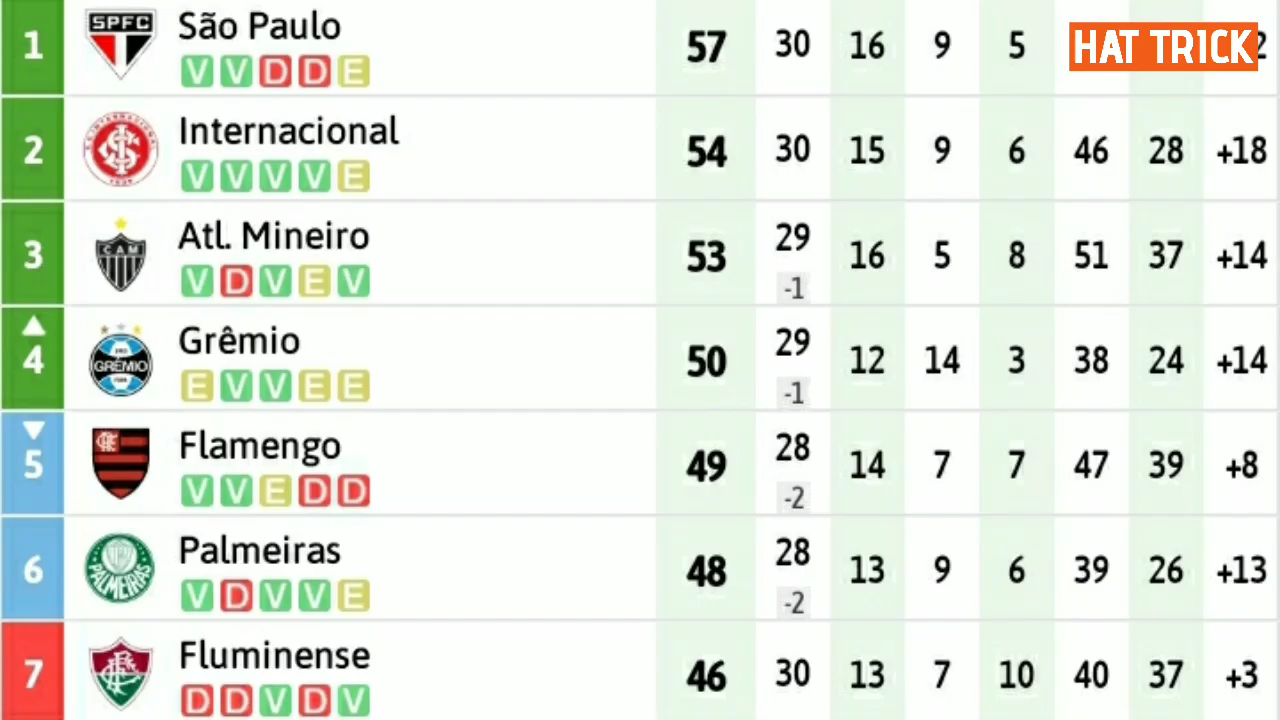 HAT TRICK
1 SPFC São Paulo 57 30 16 9 5 2
V V D D E
2 Internacional 54 30 15 9 6 46 28 +18
V V V V E
3 CAM Atl. Mineiro 53 29 16 5 8 51 37 +14
V D V E V -1
4 GRÊMIO Grêmio 50 29 12 14 3 38 24 +14
E V V E E -1
5 Flamengo 49 28 14 7 7 47 39 +8
V V E D D -2
6 PALMEIRAS Palmeiras 48 28 13 9 6 39 26 +13
V D V V E -2
7 Fluminense 46 30 13 7 10 40 37 +3
D D V D V